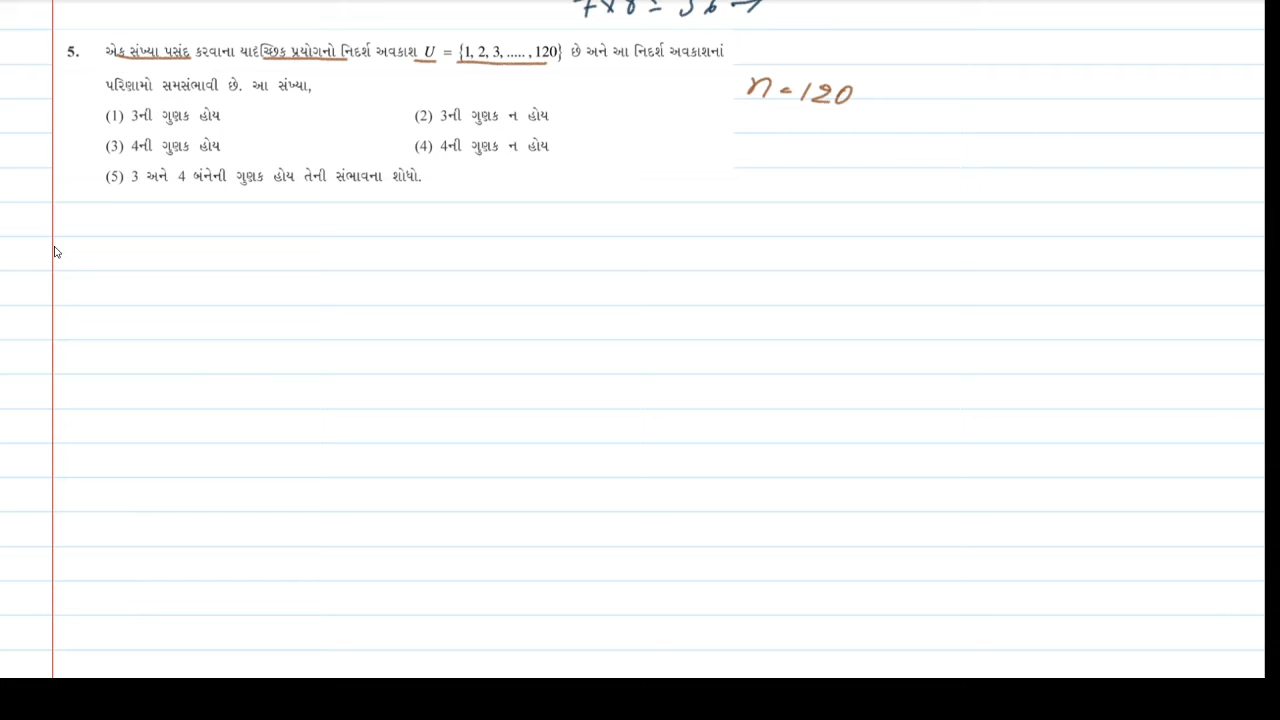 5. એક સંખ્યા પસંદ કરવાના યાદચ્છિક પ્રયોગનો નિદર્શ અવકાશ U = {1, 2, 3, ..... , 120} છે અને આ નિદર્શ અવકાશનાં
પરિણામો સમસંભાવી છે. આ સંખ્યા,
n = 120
(1) 3ની ગુણક હોય (2) 3ની ગુણક ન હોય
(3) 4ની ગુણક હોય (4) 4ની ગુણક ન હોય
(5) 3 અને 4 બંનેની ગુણક હોય તેની સંભાવના શોધો.